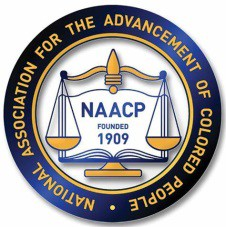 NATIONAL ASSOCIATION FOR THE ADVANCEMENT OF COLORED PEOPLE •
NAACP
FOUNDED
1909